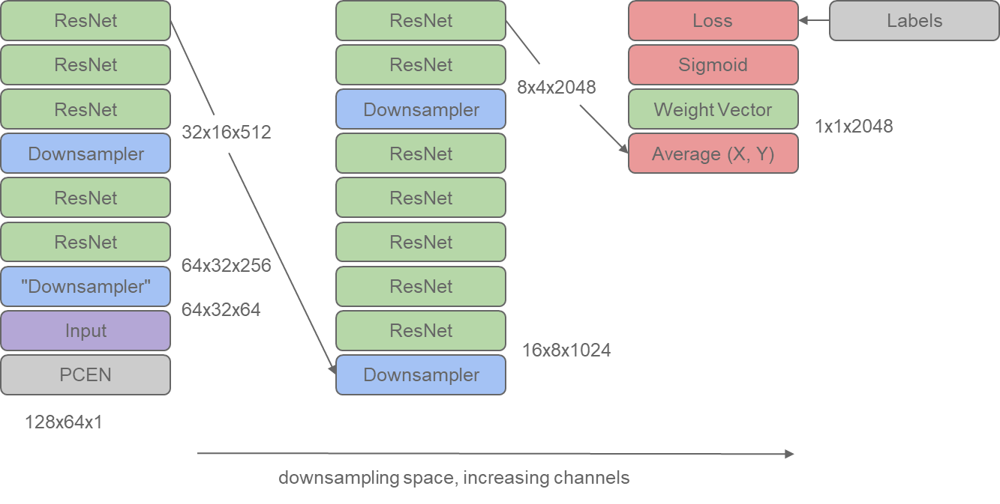 ResNet
ResNet
ResNet
Downsampler
ResNet
ResNet
"Downsampler"
Input
PCEN
128x64x1
32x16x512
64x32x256
64x32x64
ResNet
ResNet
Downsampler
ResNet
ResNet
ResNet
ResNet
ResNet
Downsampler
8x4x2048
16x8x1024
Loss
Sigmoid
Weight Vector
Average (X, Y)
Labels
1x1x2048
downsampling space, increasing channels